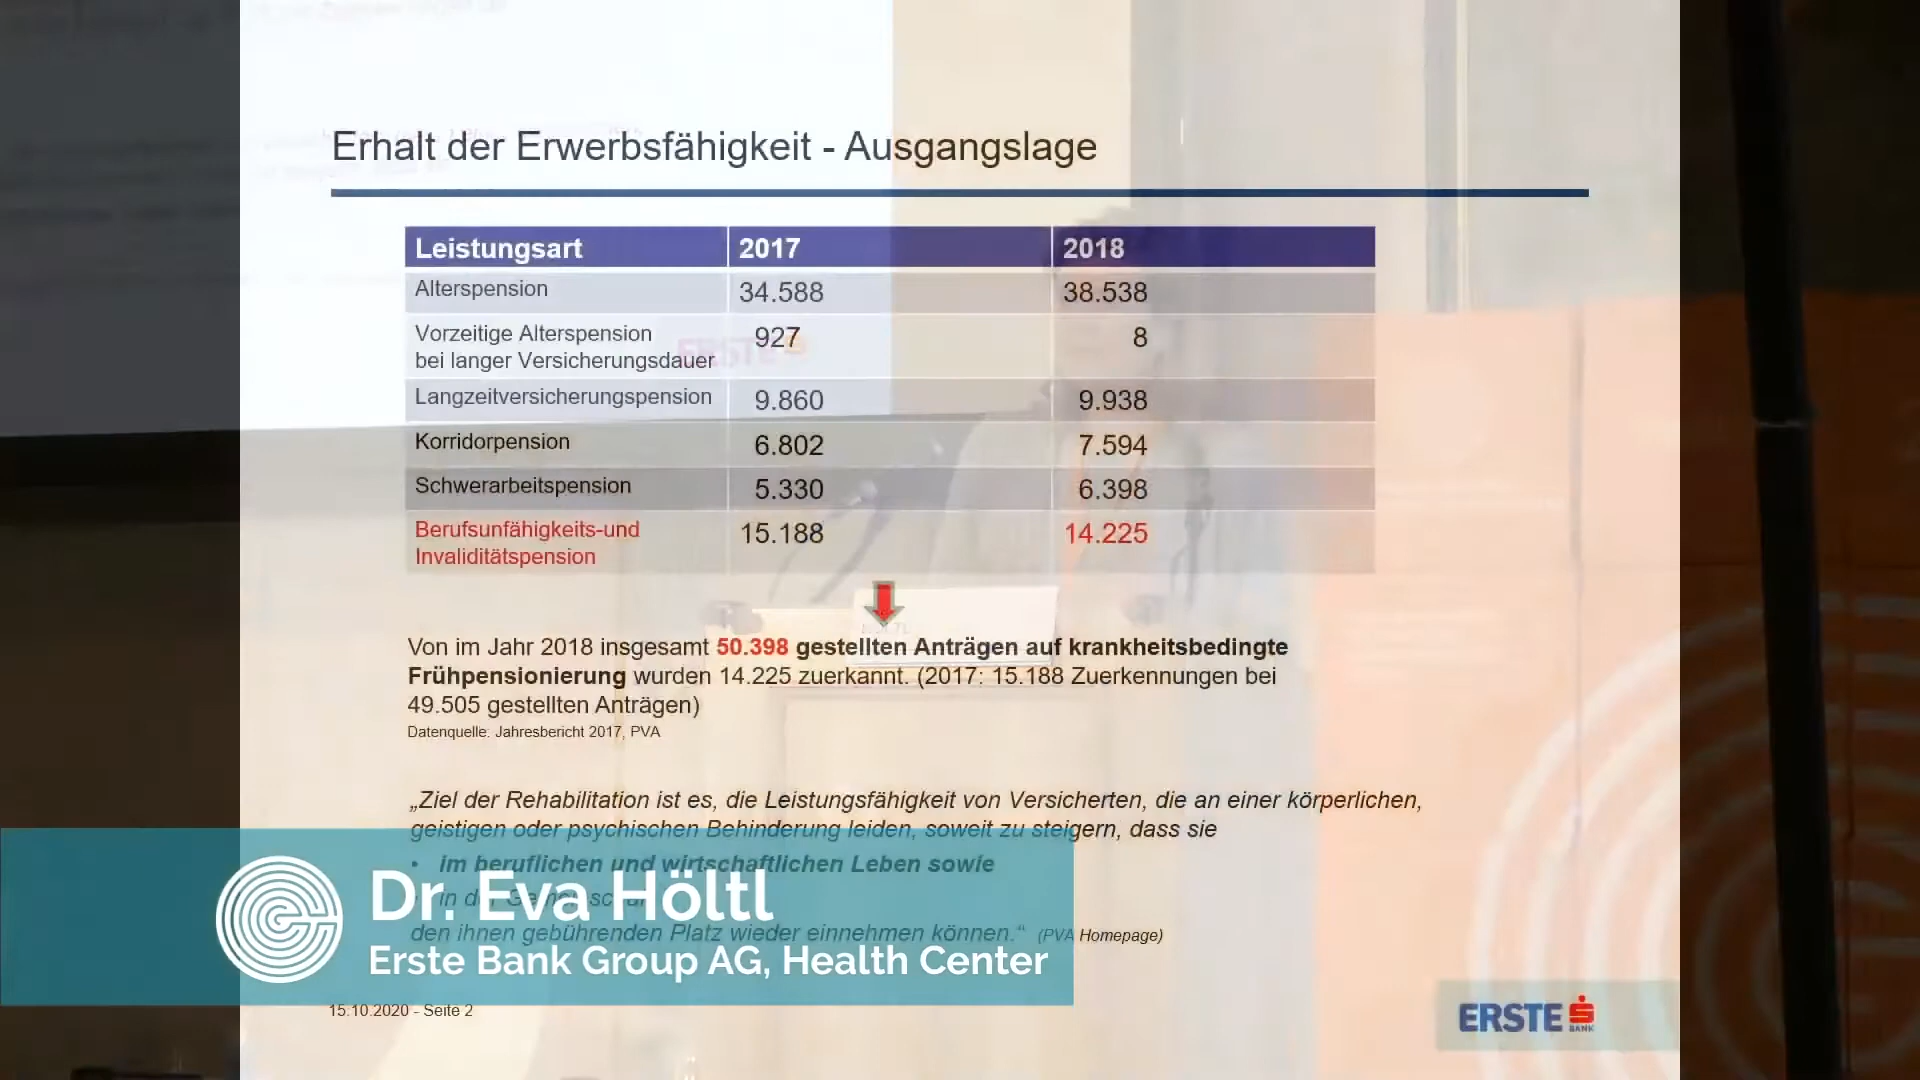 Erhalt der Erwerbsfähigkeit - Ausgangslage
Leistungsart 2017 2018
Alterspension 34.588 38.538
Vorzeitige Alterspension
bei langer Versicherungsdauer 927 8
Langzeitversicherungspension 9.860 9.938
Korridorpension 6.802 7.594
Schwerarbeitspension 5.330 6.398
Berufsunfähigkeits-und
Invaliditätspension 15.188 14.225
Von im Jahr 2018 insgesamt 50.398 gestellten Anträgen auf krankheitsbedingte
Frühpensionierung wurden 14.225 zuerkannt. (2017: 15.188 Zuerkennungen bei
49.505 gestellten Anträgen)
Datenquelle: Jahresbericht 2017, PVA
„Ziel der Rehabilitation ist es, die Leistungsfähigkeit von Versicherten, die an einer körperlichen,
geistigen oder psychischen Behinderung leiden, soweit zu steigern, dass sie
• im beruflichen und wirtschaftlichen Leben sowie
in der
den ihnen gebührenden Platz wieder einnehmen können.“ (PVA Homepage)
Dr. Eva Höltl
Erste Bank Group AG, Health Center
15.10.2020 - Seite 2
ERSTE
BANK
ERSTE